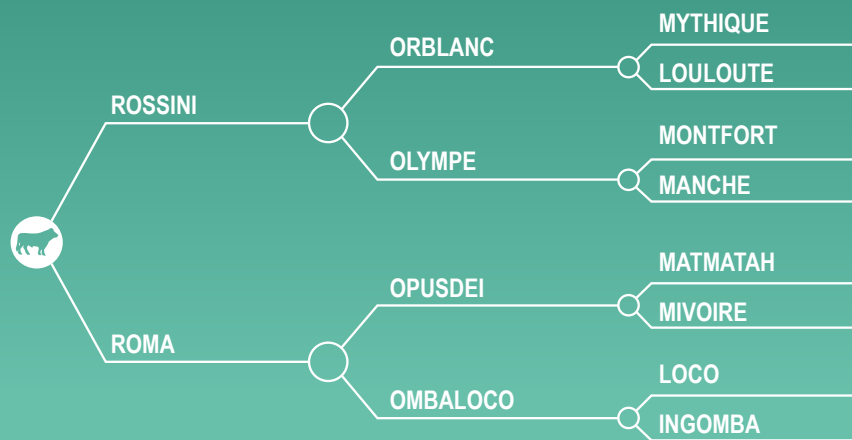 MYTHIQUE
ORBLANC
LOULOUTE
ROSSINI
MONTFORT
OLYMPE
MANCHE
MATMATAH
OPUSDEI
MIVOIRE
ROMA
LOCO
OMBALOCO
INGOMBA